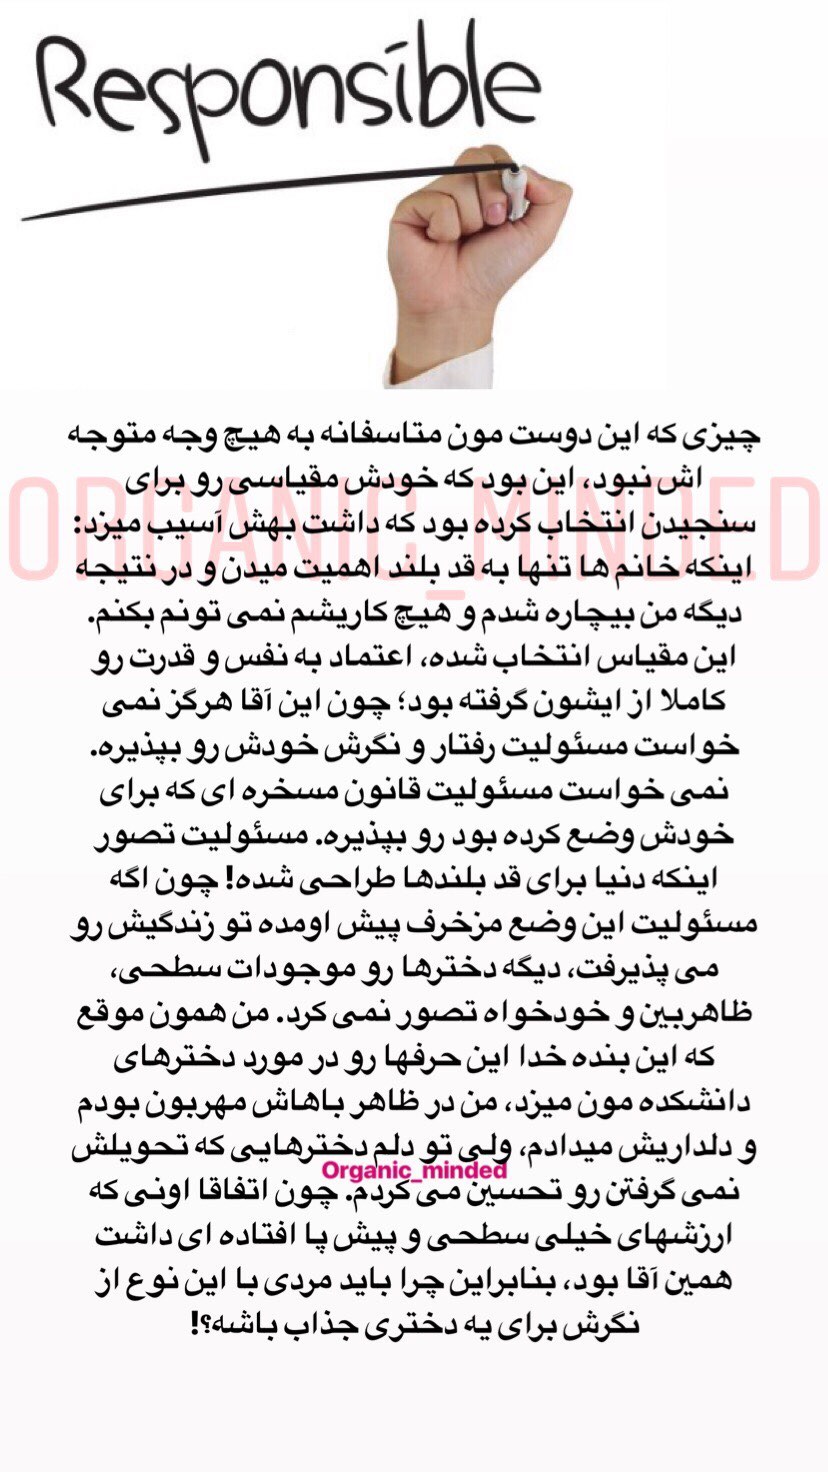 Responsible
چیزی که این دوست مون متاسفانه به هیچ وجه متوجه
اش نبود، این بود که خودش مقیاسی رو برای
ORGANIC_MINDED
سنجیدن انتخاب کرده بود که داشت بهش آسیب میزد:
اینکه خانم ها تنها به قد بلند اهمیت میدن و در نتیجه
دیگه من بیچاره شدم و هیچ کاریشم نمی تونم بکنم.
این مقیاس انتخاب شده، اعتماد به نفس و قدرت رو
کاملا از ایشون گرفته بود؛ چون این آقا هرگز نمی
خواست مسئولیت رفتار و نگرش خودش رو بپذیره.
نمی خواست مسئولیت قانون مسخره ای که برای
خودش وضع کرده بود رو بپذیره. مسئولیت تصور
اینکه دنیا برای قد بلندها طراحی شده! چون اگه
مسئولیت این وضع مزخرف پیش اومده تو زندگیش رو
می پذیرفت، دیگه دخترها رو موجودات سطحی،
ظاهربین و خودخواه تصور نمی کرد. من همون موقع
که این بنده خدا این حرفها رو در مورد دخترهای
دانشکده مون میزد، من در ظاهر باهاش مهربون بودم
و دلداریش میدادم، ولی تو دلم دخترهایی که تحویلش
Organic_minded
نمی گرفتن رو تحسین می کردم. چون اتفاقا اونی که
ارزشهای خیلی سطحی و پیش پا افتاده ای داشت
همین آقا بود، بنابراین چرا باید مردی با این نوع از
نگرش برای یه دختری جذاب باشه؟!